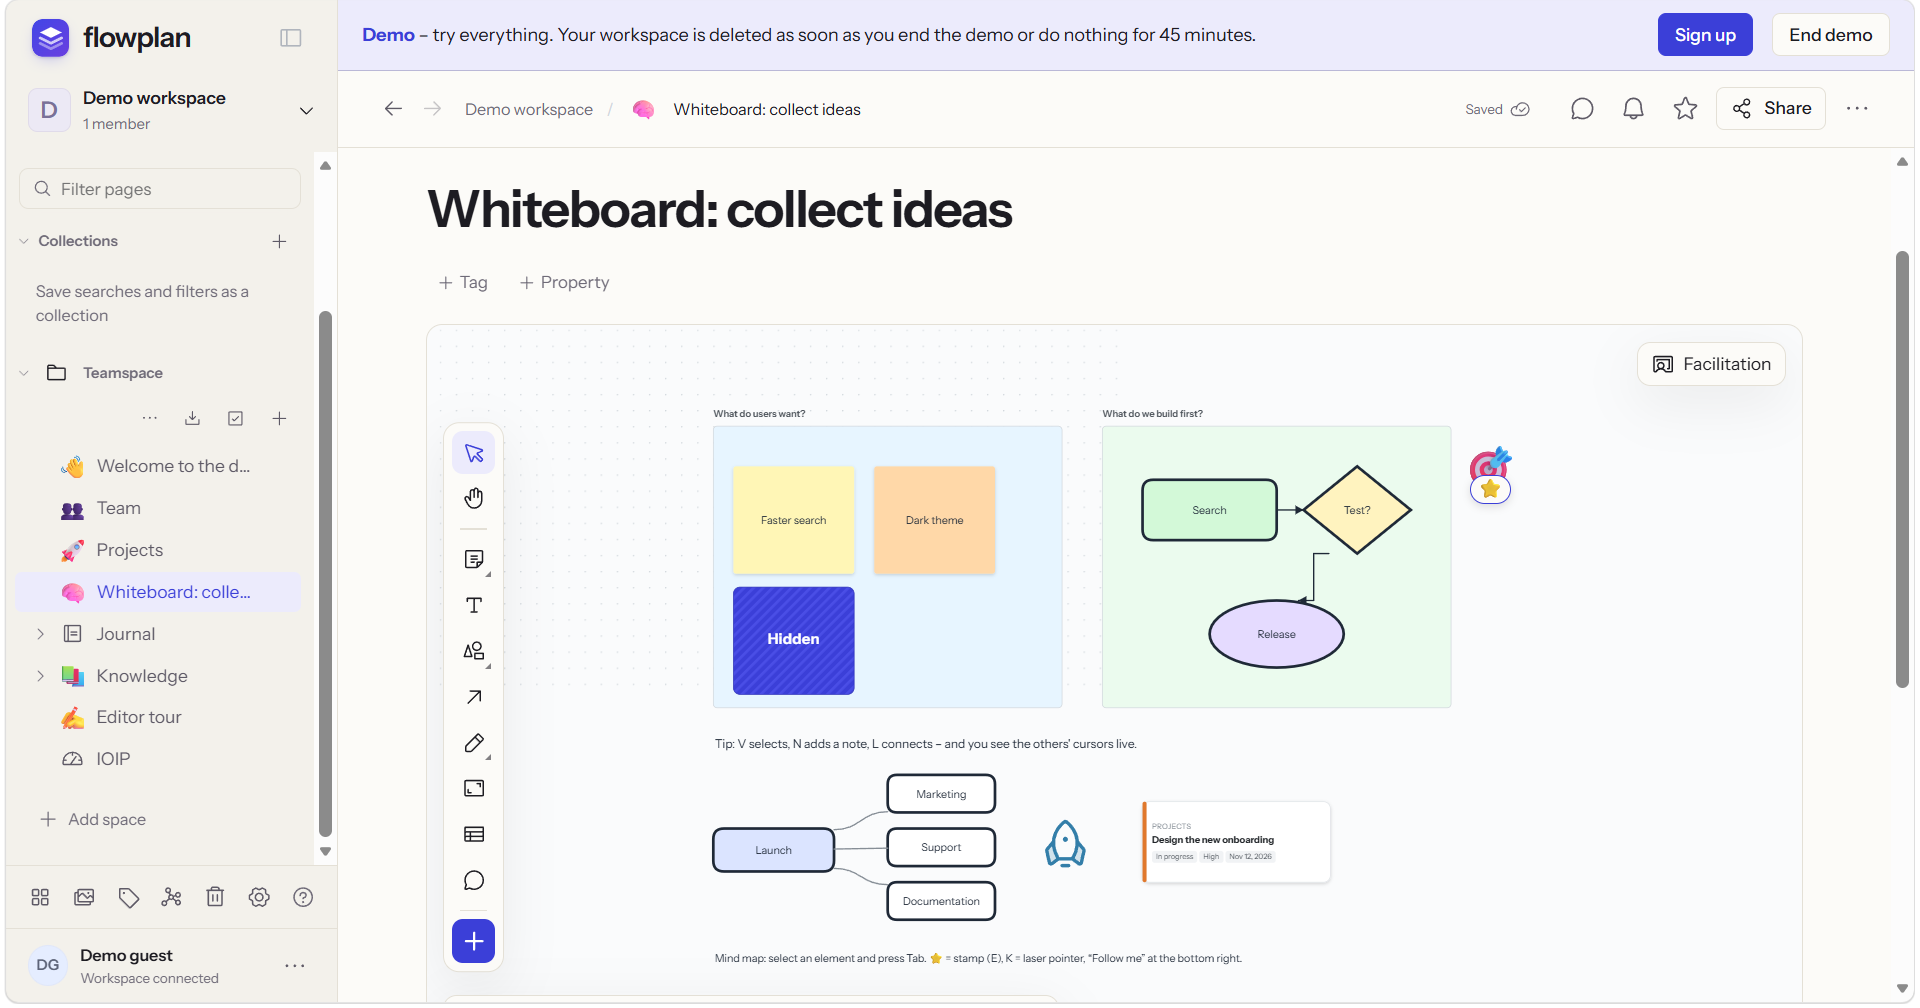 flowplan
Demo – try everything. Your workspace is deleted as soon as you end the demo or do nothing for 45 minutes.
Sign up
End demo
D
Demo workspace
1 member
Demo workspace / Whiteboard: collect ideas
Saved
Share
Filter pages
Collections
Save searches and filters as a
collection
Teamspace
Welcome to the d...
Team
Projects
Whiteboard: colle...
Journal
Knowledge
Editor tour
IOIP
Add space
DG
Demo guest
Workspace connected
Whiteboard: collect ideas
Tag
Property
Facilitation
What do users want?
Faster search
Dark theme
Hidden
What do we build first?
Search
Test?
Release
Tip: V selects, N adds a note, L connects – and you see the others' cursors live.
Launch
Marketing
Support
Documentation
PROJECTS
Design the new onboarding
In progress High Nov 12, 2026
Mind map: select an element and press Tab. ⭐ = stamp (E), K = laser pointer, "Follow me" at the bottom right.